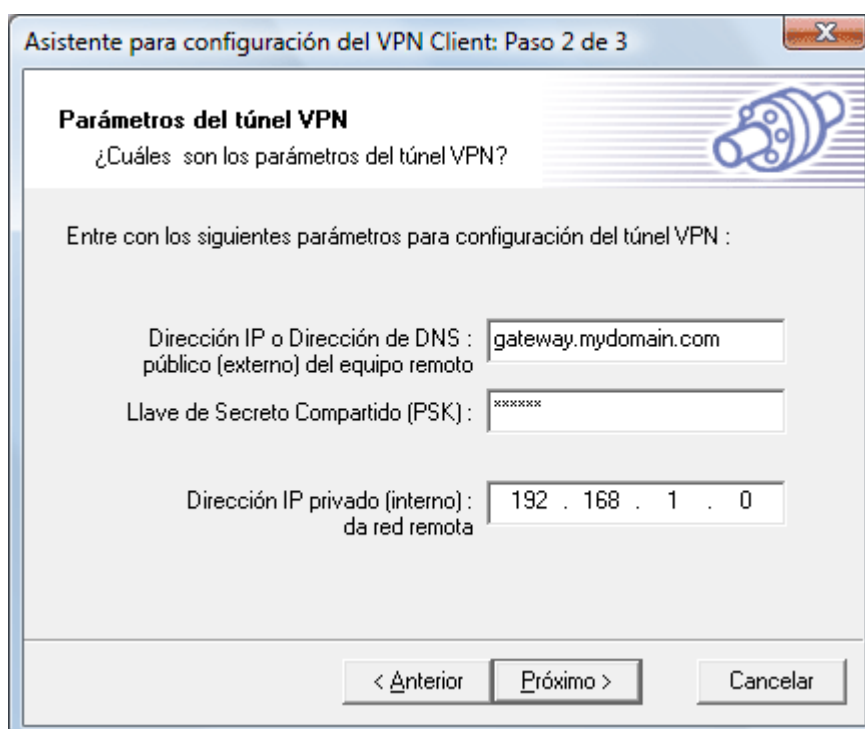 Asistente para configuración del VPN Client: Paso 2 de 3
Parámetros del túnel VPN
¿Cuáles son los parámetros del túnel VPN?
Entre con los siguientes parámetros para configuración del túnel VPN :
Dirección IP o Dirección de DNS : gateway.mydomain.com
público (externo) del equipo remoto
Llave de Secreto Compartido (PSK) : ******
Dirección IP privado (interno) : 192 . 168 . 1 . 0
da red remota
< Anterior Próximo > Cancelar